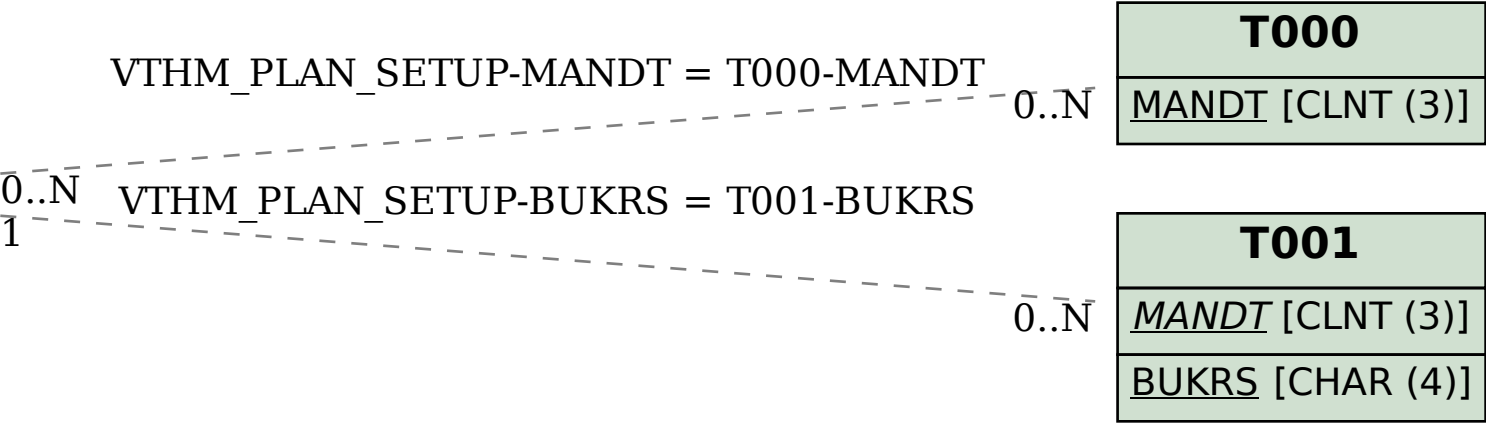 T000
VTHM_PLAN_SETUP-MANDT = T000-MANDT
0..N
MANDT [CLNT (3)]
0..N
VTHM_PLAN_SETUP-BUKRS = T001-BUKRS
1
T001
0..N
MANDT [CLNT (3)]
BUKRS [CHAR (4)]